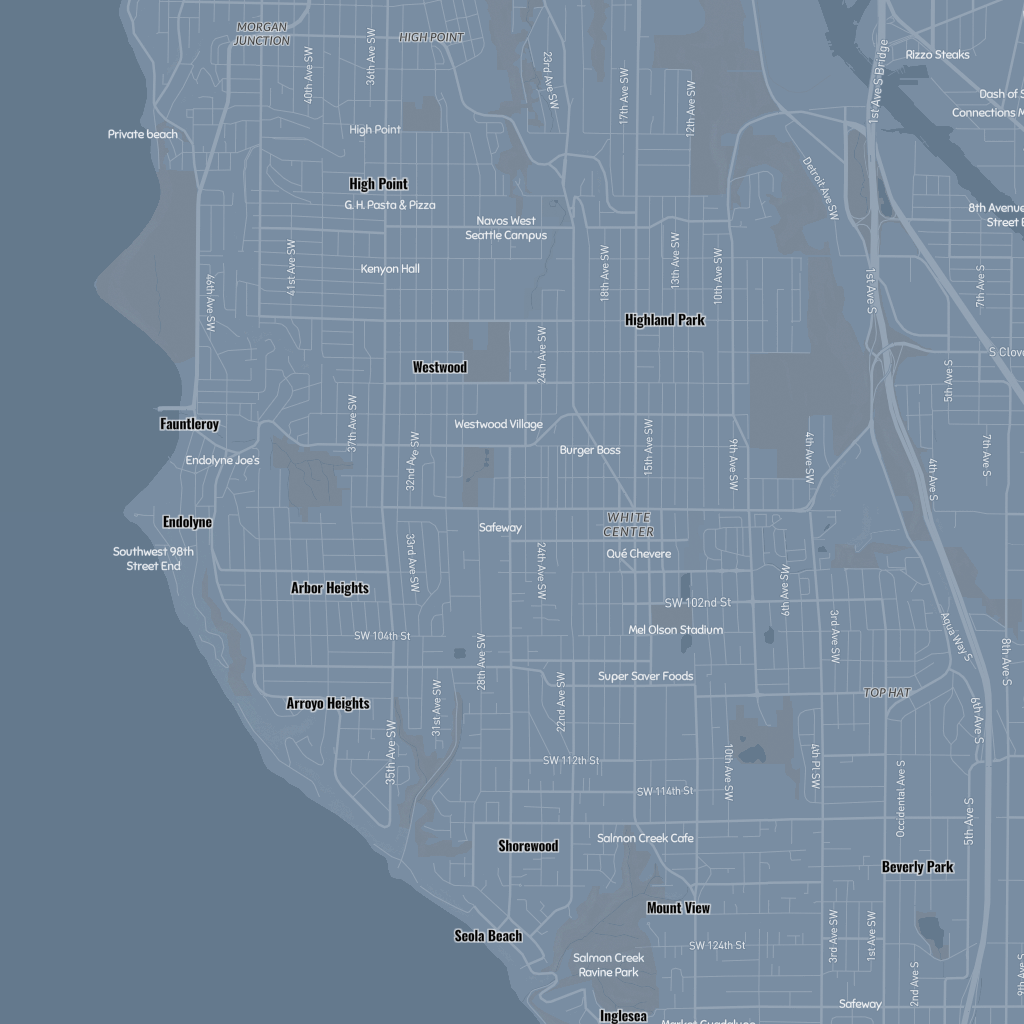 MORGAN
JUNCTION
HIGH POINT
40th Ave SW
36th Ave SW
23rd Ave SW
17th Ave SW
12th Ave SW
1st Ave S Bridge
Rizzo Steaks
Dash of S
Connections M
Private beach
High Point
High Point
G. H. Pasta & Pizza
Detroit Ave SW
8th Avenue
Street E
Navos West
Seattle Campus
Kenyon Hall
41st Ave SW
46th Ave SW
18th Ave SW
13th Ave SW
10th Ave SW
1st Ave S
7th Ave S
Highland Park
24th Ave SW
Westwood
S Clove
5th Ave S
Fauntleroy
37th Ave SW
Westwood Village
Endolyne Joe's
32nd Ave SW
Burger Boss
15th Ave SW
9th Ave SW
4th Ave SW
4th Ave S
7th Ave S
Endolyne
Safeway
WHITE
CENTER
Southwest 98th
Street End
33rd Ave SW
24th Ave SW
Qué Chevere
Arbor Heights
SW 102nd St
6th Ave SW
SW 104th St
Mel Olson Stadium
3rd Ave SW
Aqua Way S
8th Ave S
28th Ave SW
Super Saver Foods
Arroyo Heights
31st Ave SW
22nd Ave SW
TOP HAT
6th Ave S
35th Ave SW
SW 112th St
10th Ave SW
4th Pl SW
SW 114th St
Occidental Ave S
5th Ave S
Shorewood
Salmon Creek Cafe
Beverly Park
Mount View
Seola Beach
SW 124th St
3rd Ave SW
1st Ave SW
Salmon Creek
Ravine Park
2nd Ave S
8th Ave S
Safeway
Inglesea
Market Guadalupe